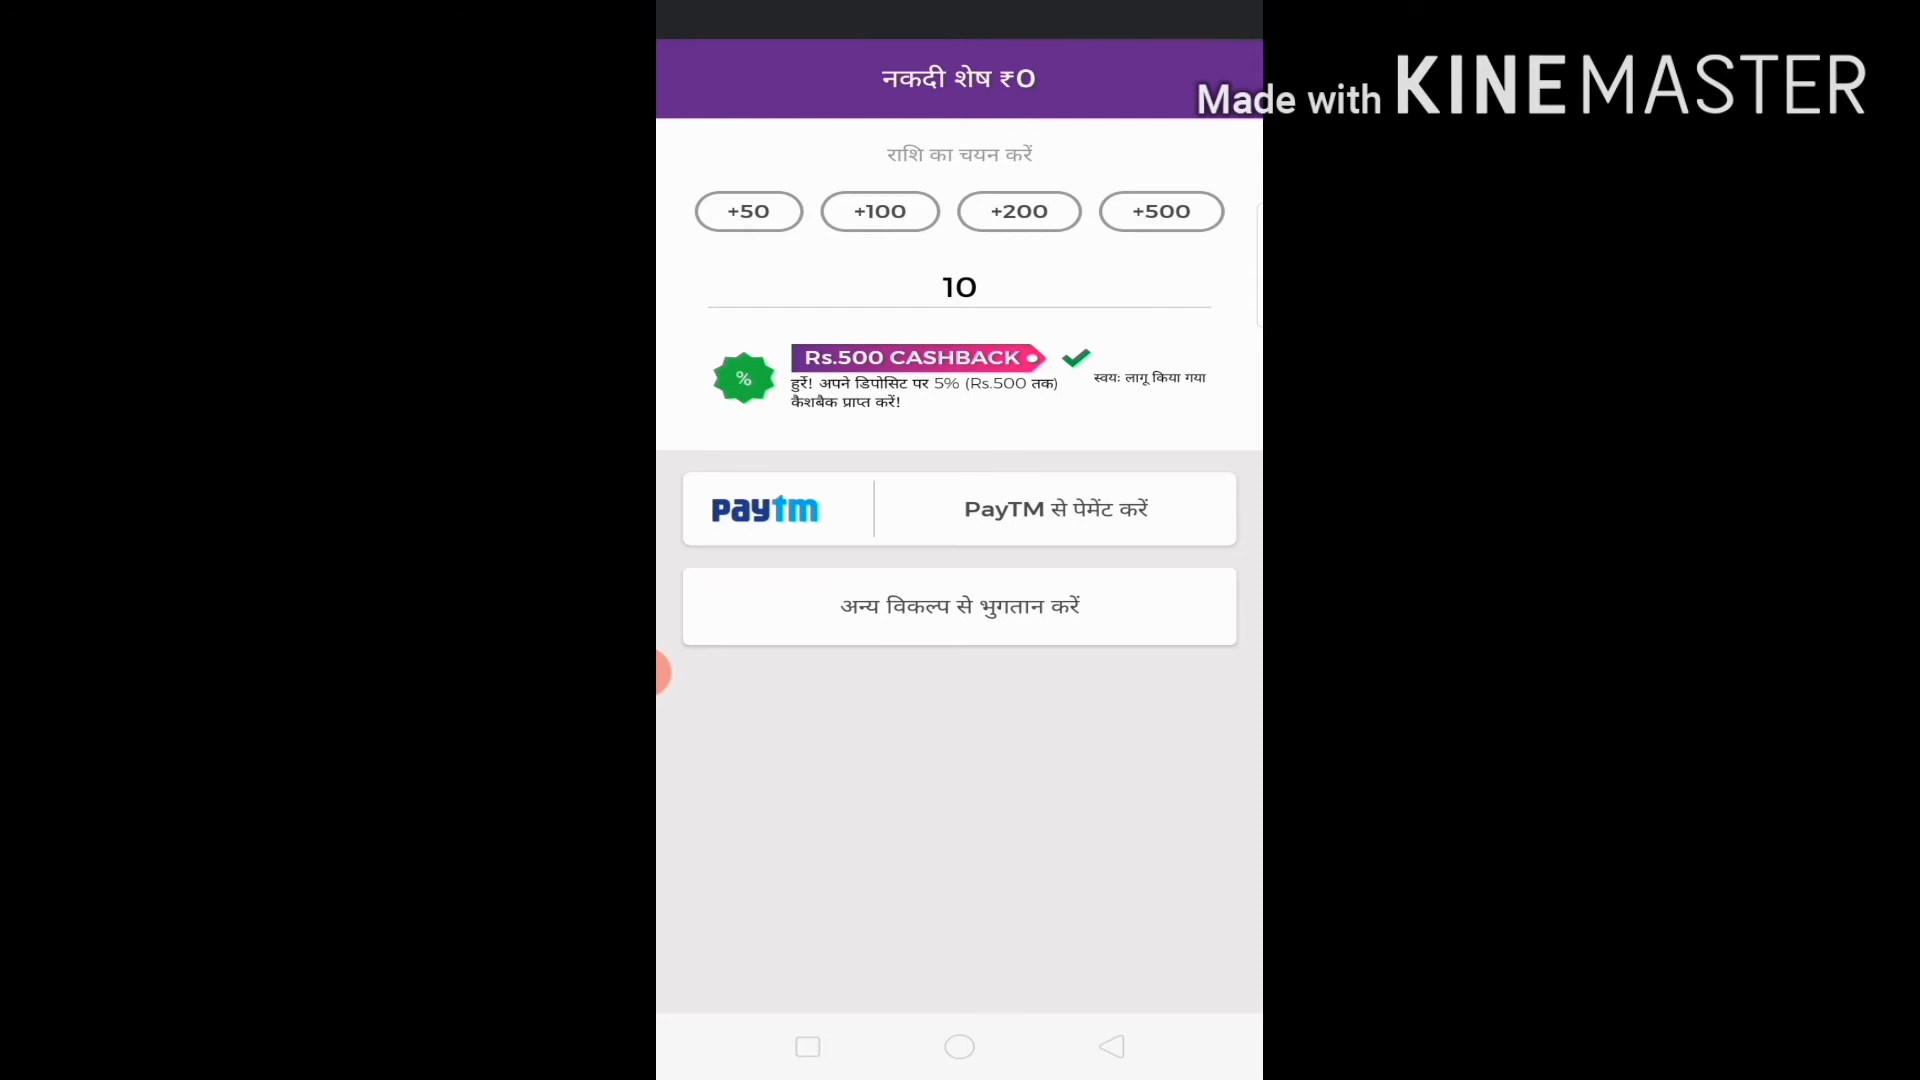 नकदी शेष ₹0
Made with KINEMASTER
राशि का चयन करें
+50 +100 +200 +500
10
Rs.500 CASHBACK
%
हुर्रे! अपने डिपोसिट पर 5% (Rs.500 तक)
स्वयः लागू किया गया
कैशबैक प्राप्त करें!
paytm PayTM से पेमेंट करें
अन्य विकल्प से भुगतान करें